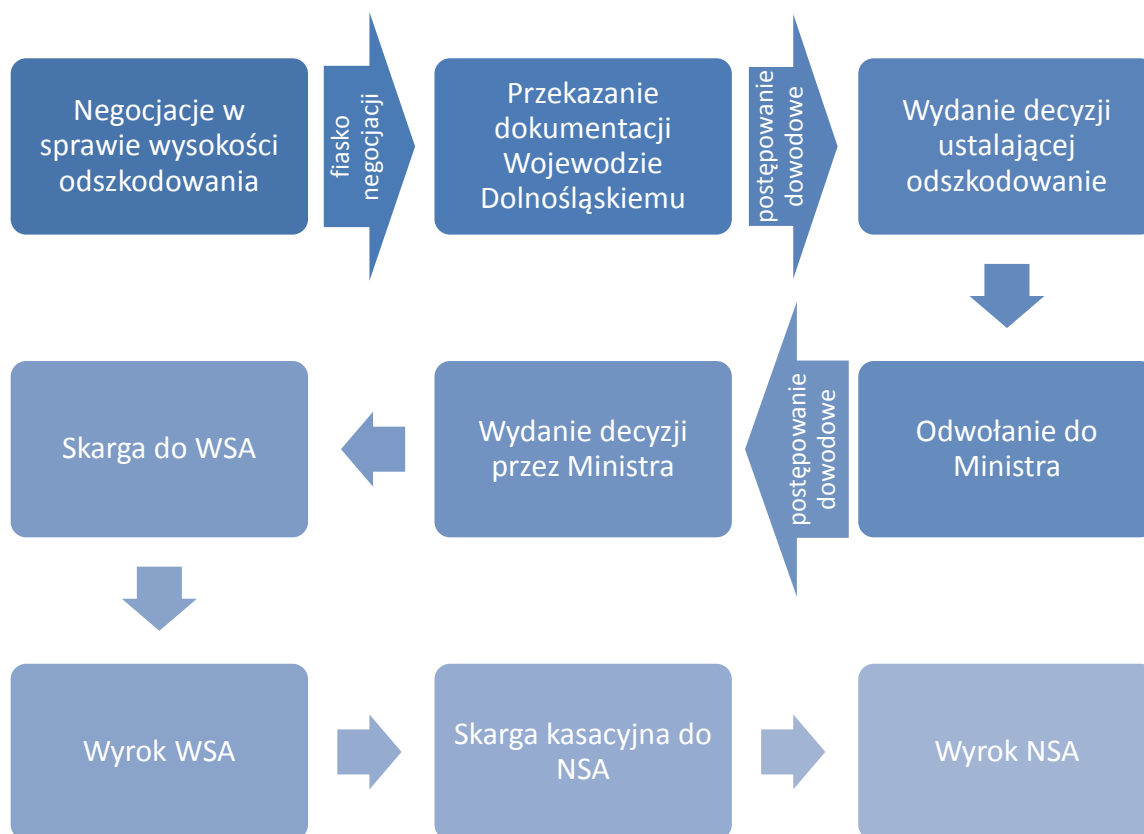 Negocjacje w
sprawie wysokości
odszkodowania
fiasko
negocjacji
Przekazanie
dokumentacji
Wojewodzie
Dolnośląskiemu
postępowanie
dowodowe
Wydanie decyzji
ustalającej
odszkodowanie
Odwołanie do
Ministra
postępowanie
dowodowe
Wydanie decyzji
przez Ministra
Skarga do WSA
Wyrok WSA
Skarga kasacyjna do
NSA
Wyrok NSA